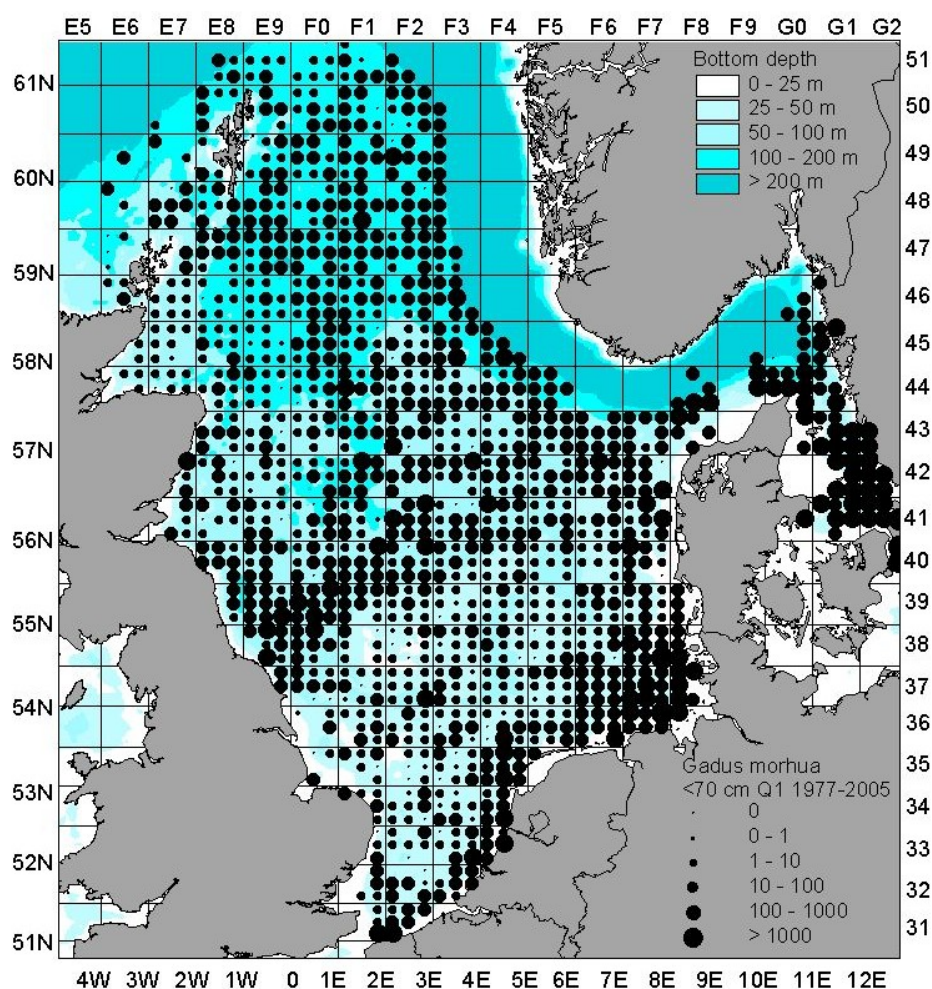 E5 E6 E7 E8 E9 F0 F1 F2 F3 F4 F5 F6 F7 F8 F9 G0 G1 G2
Bottom depth
0 - 25 m
25 - 50 m
50 - 100 m
100 - 200 m
> 200 m
61N
60N
59N
58N
57N
56N
55N
54N
53N
52N
51N
51
50
49
48
47
46
45
44
43
42
41
40
39
38
37
36
35
34
33
32
31
Gadus morhua
<70 cm Q1 1977-2005
0
0 - 1
1 - 10
10 - 100
100 - 1000
> 1000
4W 3W 2W 1W 0 1E 2E 3E 4E 5E 6E 7E 8E 9E 10E 11E 12E